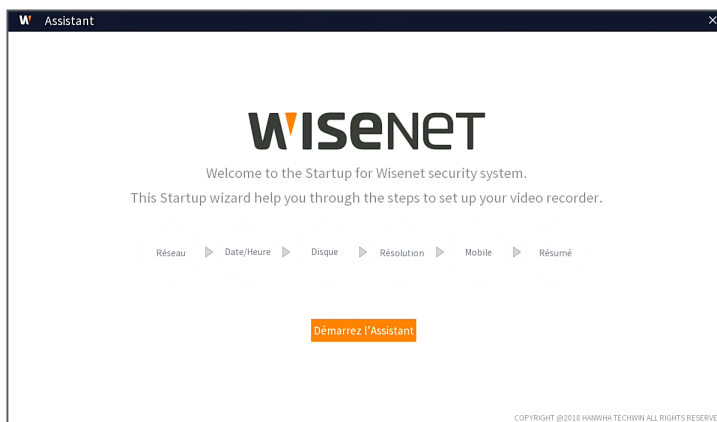 Assistant
WISENET
Welcome to the Startup for Wisenet security system.
This Startup wizard help you through the steps to set up your video recorder.
Réseau Date/Heure Disque Résolution Mobile Résumé
Démarrez l'Assistant
COPYRIGHT @2018 HANWHA TECHWIN ALL RIGHTS RESERVE